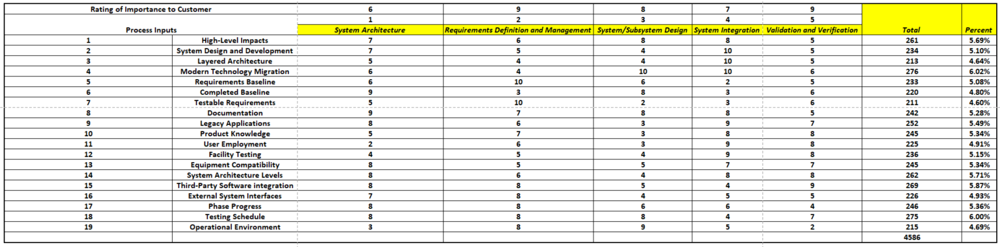 Rating of Importance to Customer 6 9 8 7 9
1 2 3 4 5
Process Inputs System Architecture Requirements Definition and Management System/Subsystem Design System Integration Validation and Verification Total Percent
1 High-Level Impacts 7 6 8 8 5 261 5.69%
2 System Design and Development 7 5 4 10 5 234 5.10%
3 Layered Architecture 5 4 4 10 5 213 4.64%
4 Modern Technology Migration 6 4 10 10 6 276 6.02%
5 Requirements Baseline 6 10 6 2 5 233 5.08%
6 Completed Baseline 9 3 8 3 6 220 4.80%
7 Testable Requirements 5 10 2 3 6 211 4.60%
8 Documentation 9 7 8 8 5 242 5.28%
9 Legacy Applications 8 6 3 9 7 252 5.49%
10 Product Knowledge 5 7 3 8 8 245 5.34%
11 User Employment 2 6 3 9 8 225 4.91%
12 Facility Testing 4 5 4 9 8 236 5.15%
13 Equipment Compatibility 8 5 5 7 7 245 5.34%
14 System Architecture Levels 8 6 4 8 8 262 5.71%
15 Third-Party Software integration 8 8 5 4 9 269 5.87%
16 External System Interfaces 7 8 4 5 5 226 4.93%
17 Phase Progress 8 8 6 6 4 246 5.36%
18 Testing Schedule 8 8 8 4 7 275 6.00%
19 Operational Environment 3 8 9 5 2 215 4.69%
4586